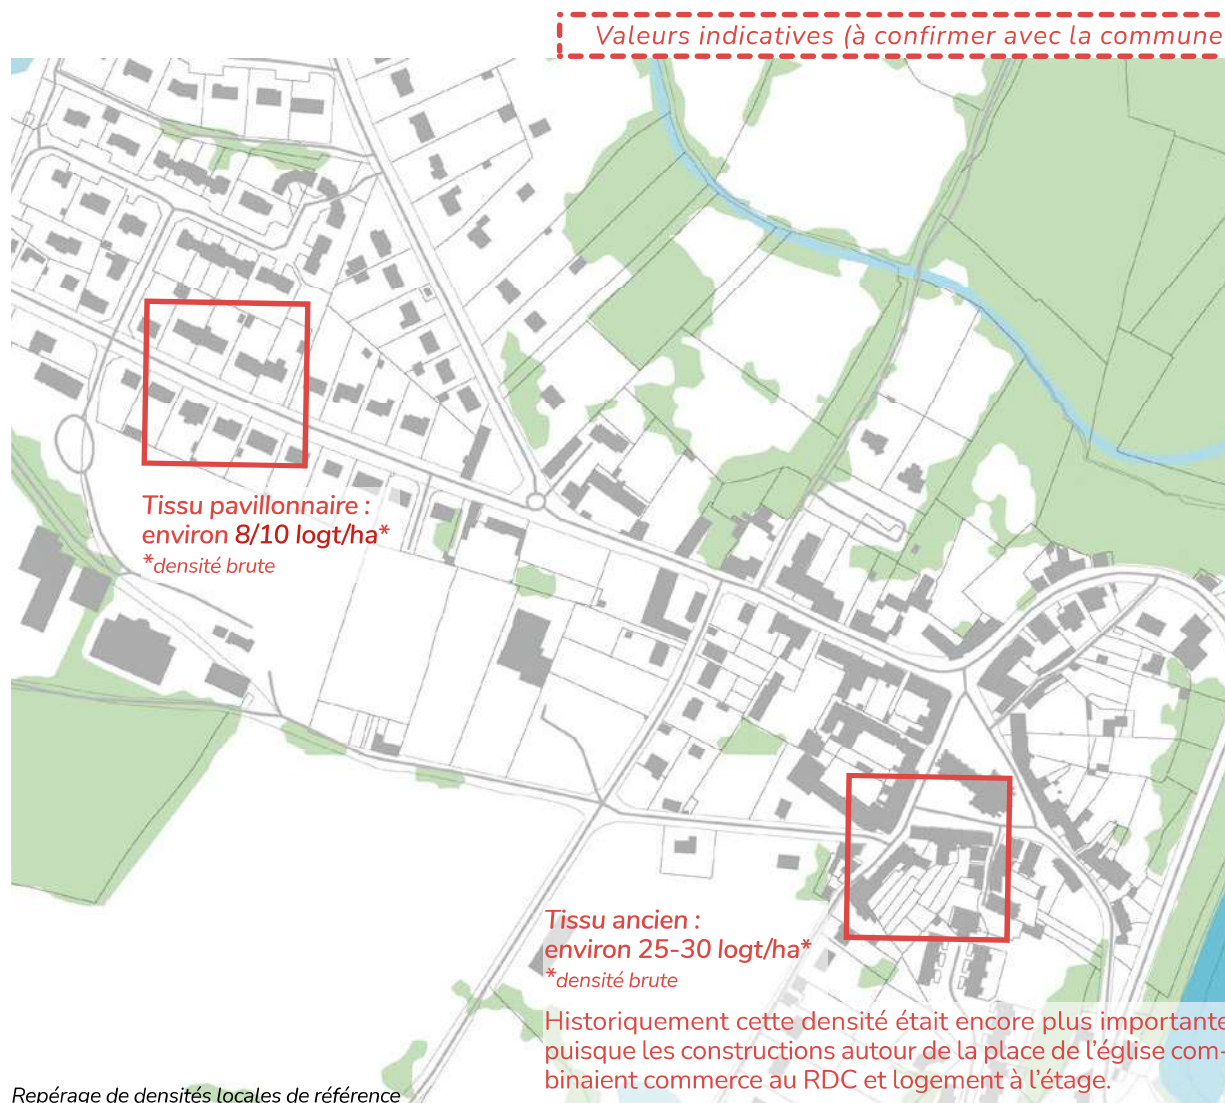 Valeurs indicatives (à confirmer avec la commune
Tissu pavillonnaire :
environ 8/10 logt/ha*
*densité brute
Tissu ancien :
environ 25-30 logt/ha*
*densité brute
Historiquement cette densité était encore plus importante
puisque les constructions autour de la place de l’église com-
binaient commerce au RDC et logement à l’étage.
Repérage de densités locales de référence